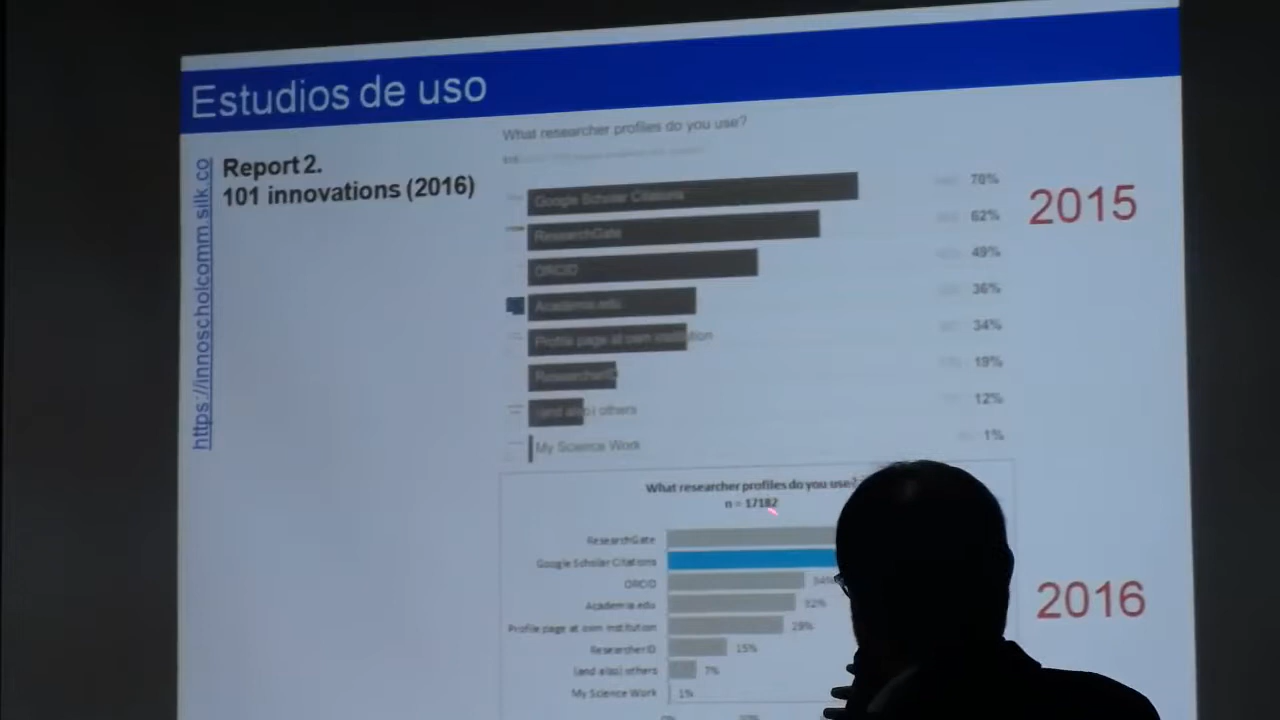 Estudios de uso
https://innoscholcomm.silk.co
Report 2.
101 innovations (2016)
What researcher profiles do you use?
Google Scholar Citations 70%
ResearchGate 62%
ORCID 49%
Academia.edu 36%
Profile page at own institution 34%
ResearcherID 19%
(and also) others 12%
My Science Work 1%
2015
What researcher profiles do you use?
n = 17182
ResearchGate
Google Scholar Citations
ORCID 34%
Academia.edu 32%
Profile page at own institution 29%
ResearcherID 15%
(and also) others 7%
My Science Work 1%
2016